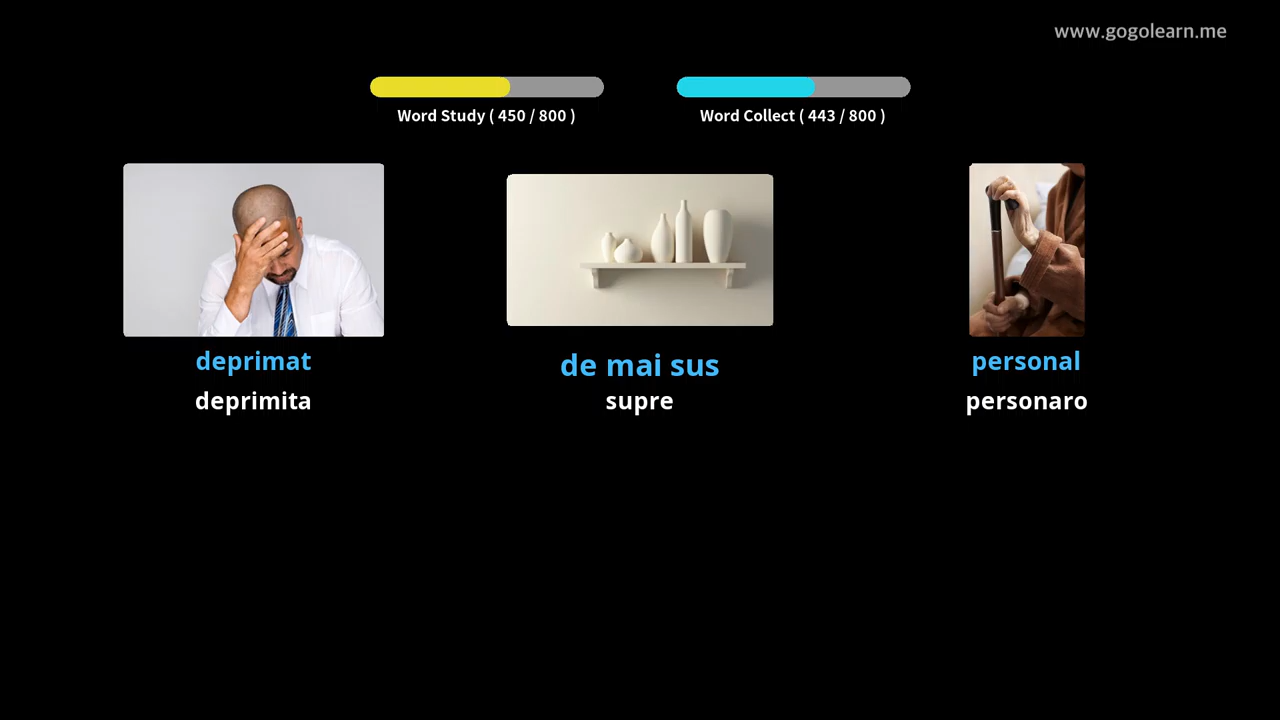 www.gogolearn.me
Word Study ( 450 / 800 )
Word Collect ( 443 / 800 )
deprimat
deprimita
de mai sus
supre
personal
personaro